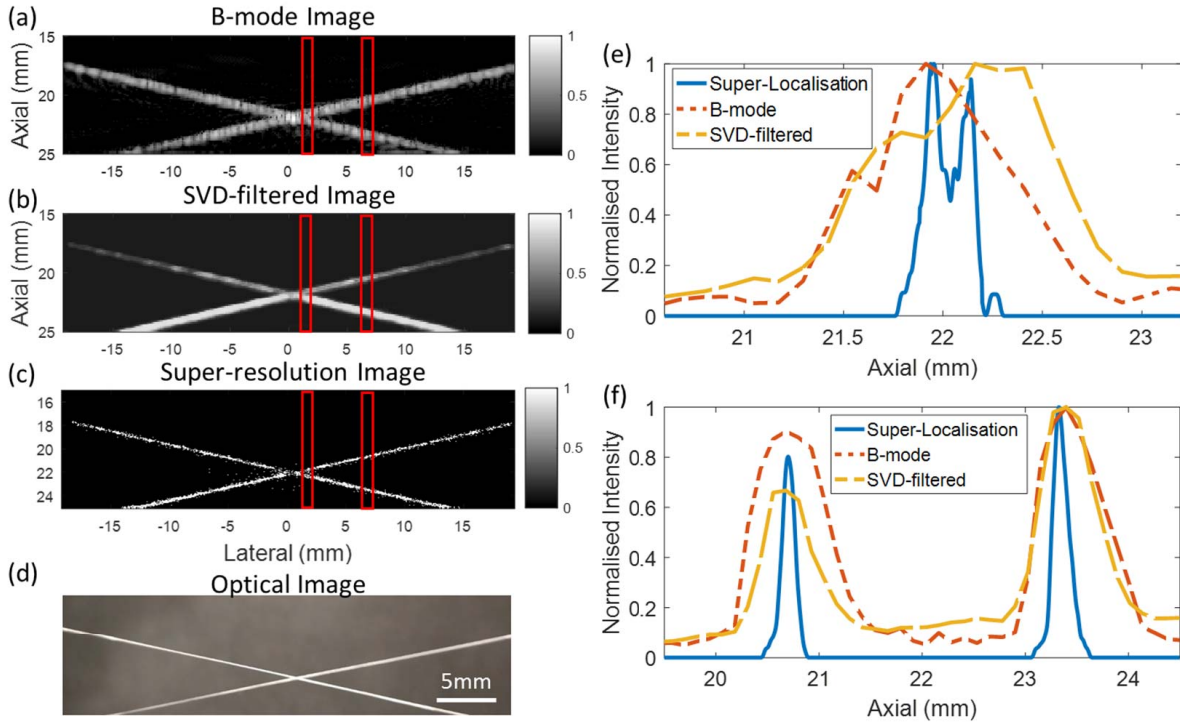 (a)
B-mode Image
15
20
25
Axial (mm)
-15 -10 -5 0 5 10 15
1
0.5
0
(b)
SVD-filtered Image
15
20
25
Axial (mm)
-15 -10 -5 0 5 10 15
1
0.5
0
(c)
Super-resolution Image
16
18
20
22
24
-15 -10 -5 0 5 10 15
Lateral (mm)
1
0.5
0
(d)
Optical Image
5mm
(e)
Normalised Intensity
1
0.8
0.6
0.4
0.2
0
Super-Localisation
B-mode
SVD-filtered
21 21.5 22 22.5 23
Axial (mm)
(f)
Normalised Intensity
1
0.8
0.6
0.4
0.2
0
Super-Localisation
B-mode
SVD-filtered
20 21 22 23 24
Axial (mm)